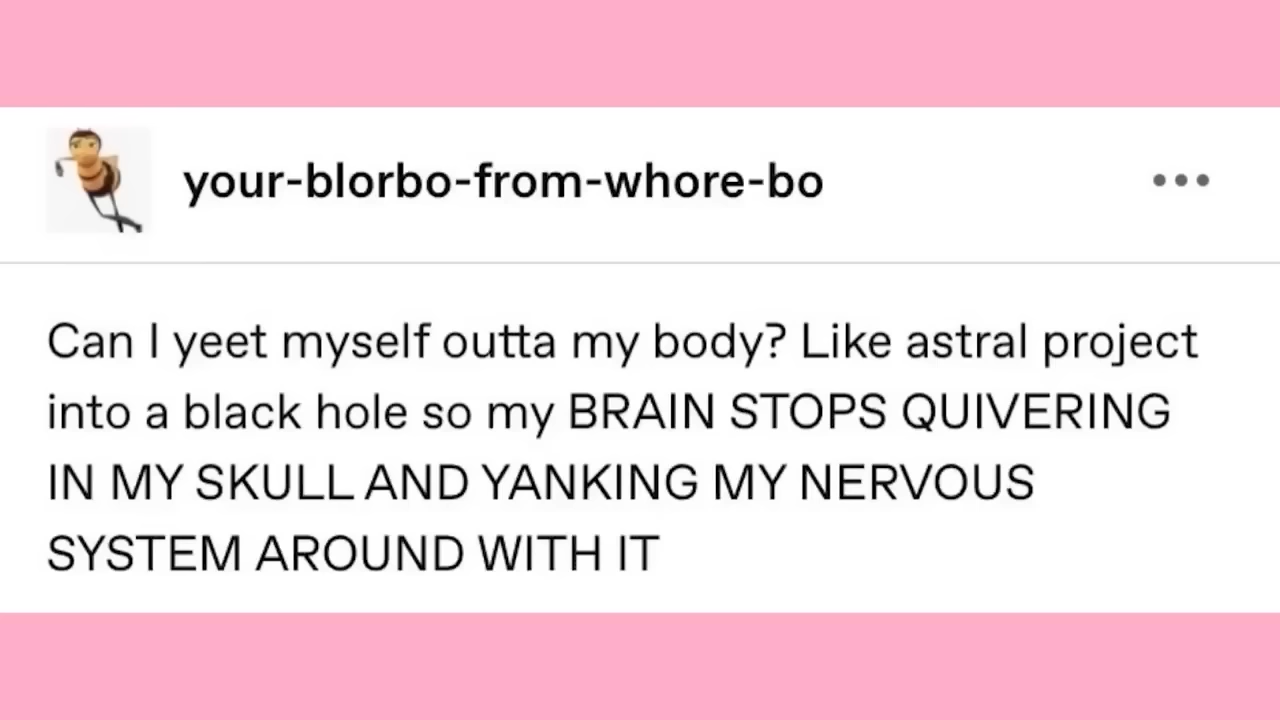 your-blorbo-from-whore-bo
Can I yeet myself outta my body? Like astral project
into a black hole so my BRAIN STOPS QUIVERING
IN MY SKULL AND YANKING MY NERVOUS
SYSTEM AROUND WITH IT